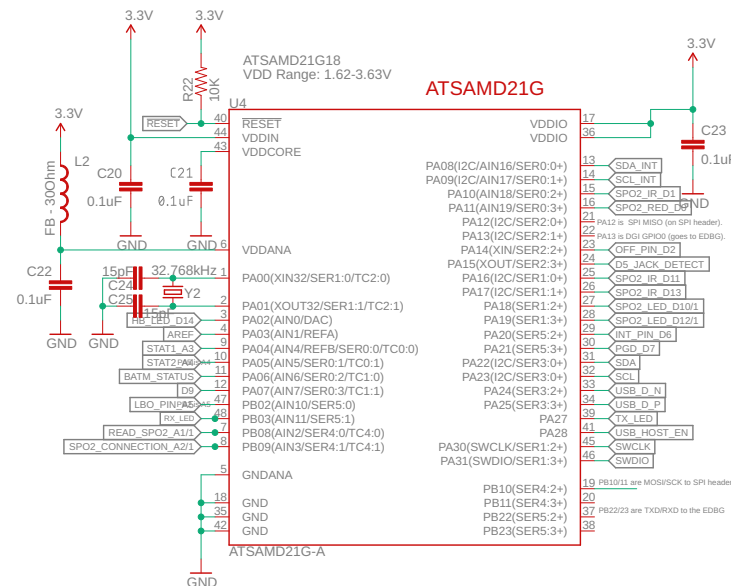 3.3V
3.3V
3.3V
ATSAMD21G18
VDD Range: 1.62-3.63V
ATSAMD21G
R22
10K
U4
RESET
40
RESET
44
VDDIN
43
VDDCORE
17
VDDIO
36
VDDIO
C23
0.1uF
GND
3.3V
L2
FB - 30Ohm
C20
0.1uF
GND
C21
0.1uF
GND
6
VDDANA
C22
0.1uF
GND
15pF
C24
C25
15pF
32.768kHz
Y2
GND
1
PA00(XIN32/SER1:0/TC2:0)
2
PA01(XOUT32/SER1:1/TC2:1)
HB_LED_D14
3
PA02(AIN0/DAC)
AREF
4
PA03(AIN1/REFA)
STAT1_A3
9
PA04(AIN4/REFB/SER0:0/TC0:0)
STAT2
10
PA05(AIN5/SER0:1/TC0:1)
BATM_STATUS
11
PA06(AIN6/SER0:2/TC1:0)
D9
12
PA07(AIN7/SER0:3/TC1:1)
LBO_PIN
47
PB02(AIN10/SER5:0)
RX_LED
48
PB03(AIN11/SER5:1)
READ_SPO2_A1/1
7
PB08(AIN2/SER4:0/TC4:0)
SPO2_CONNECTION_A2/1
8
PB09(AIN3/SER4:1/TC4:1)
5
GNDANA
18
GND
35
GND
42
GND
GND
ATSAMD21G-A
PA08(I2C/AIN16/SER0:0+)
13
SDA_INT
PA09(I2C/AIN17/SER0:1+)
14
SCL_INT
PA10(AIN18/SER0:2+)
15
SPO2_IR_D1
PA11(AIN19/SER0:3+)
16
SPO2_RED_D0
PA12(I2C/SER2:0+)
21
PA12 is SPI MISO (on SPI header).
PA13(I2C/SER2:1+)
22
PA13 is DGI GPIO0 (goes to EDBG).
PA14(XIN/SER2:2+)
23
OFF_PIN_D2
PA15(XOUT/SER2:3+)
24
D5_JACK_DETECT
PA16(I2C/SER1:0+)
25
SPO2_IR_D11
PA17(I2C/SER1:1+)
26
SPO2_IR_D13
PA18(SER1:2+)
27
SPO2_LED_D10/1
PA19(SER1:3+)
28
SPO2_LED_D12/1
PA20(SER5:2+)
29
INT_PIN_D6
PA21(SER5:3+)
30
PGD_D7
PA22(I2C/SER3:0+)
31
SDA
PA23(I2C/SER3:0+)
32
SCL
PA24(SER3:2+)
33
USB_D_N
PA25(SER3:3+)
34
USB_D_P
PA27
39
TX_LED
PA28
41
USB_HOST_EN
PA30(SWCLK/SER1:2+)
45
SWCLK
PA31(SWDIO/SER1:3+)
46
SWDIO
PB10(SER4:2+)
19
PB10/11 are MOSI/SCK to SPI header
PB11(SER4:3+)
20
PB22(SER5:2+)
37
PB22/23 are TXD/RXD to the EDBG
PB23(SER5:3+)
38